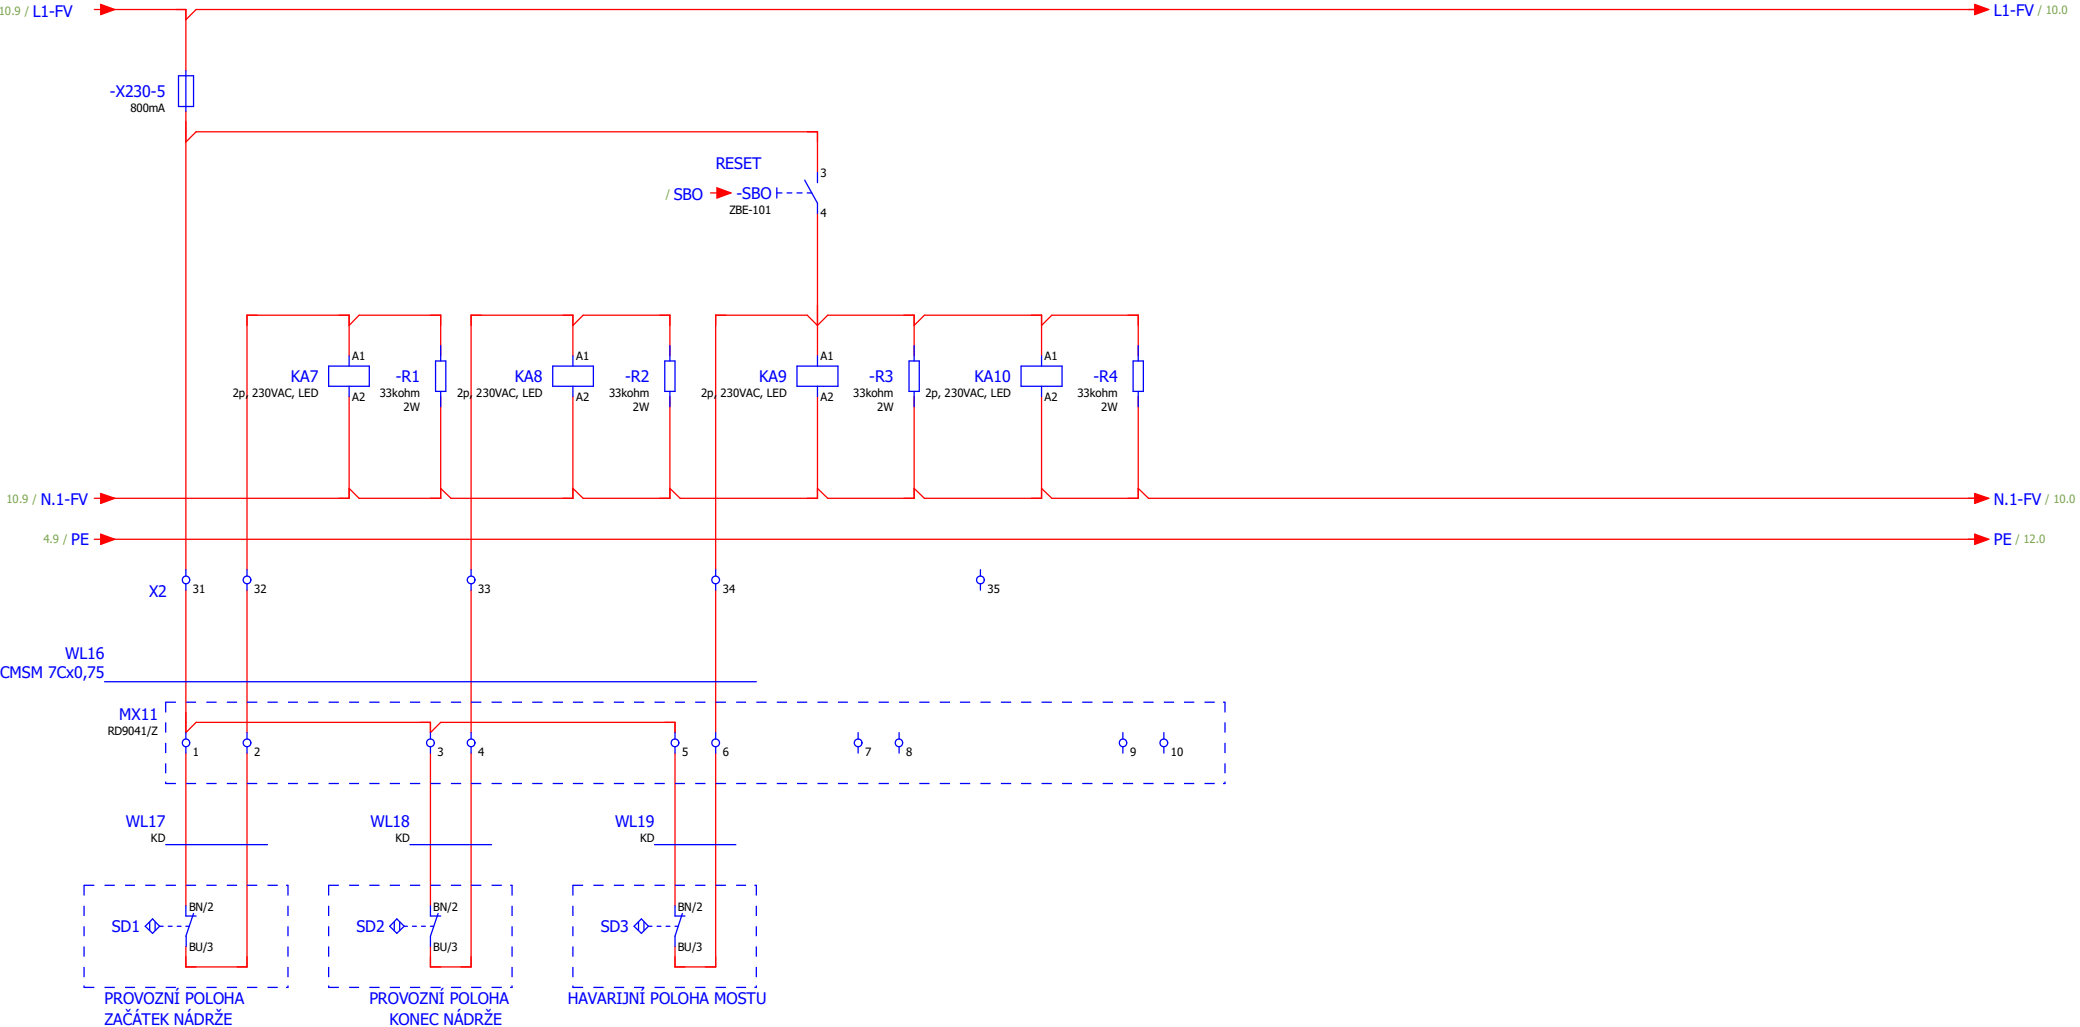 10.9 / L1-FV
L1-FV / 10.0
-X230-5
800mA
RESET
/ SBO
-SBO
ZBE-101
3
4
KA7
2p, 230VAC, LED
A1
A2
-R1
33kohm
2W
KA8
2p, 230VAC, LED
A1
A2
-R2
33kohm
2W
KA9
2p, 230VAC, LED
A1
A2
-R3
33kohm
2W
KA10
2p, 230VAC, LED
A1
A2
-R4
33kohm
2W
10.9 / N.1-FV
N.1-FV / 10.0
4.9 / PE
PE / 12.0
X2
31
32
33
34
35
WL16
CMSM 7Cx0,75
MX11
RD9041/Z
1
2
3
4
5
6
7
8
9
10
WL17
KD
WL18
KD
WL19
KD
SD1
BN/2
BU/3
SD2
BN/2
BU/3
SD3
BN/2
BU/3
PROVOZNÍ POLOHA
ZAČÁTEK NÁDRŽE
PROVOZNÍ POLOHA
KONEC NÁDRŽE
HAVARIJNÍ POLOHA MOSTU